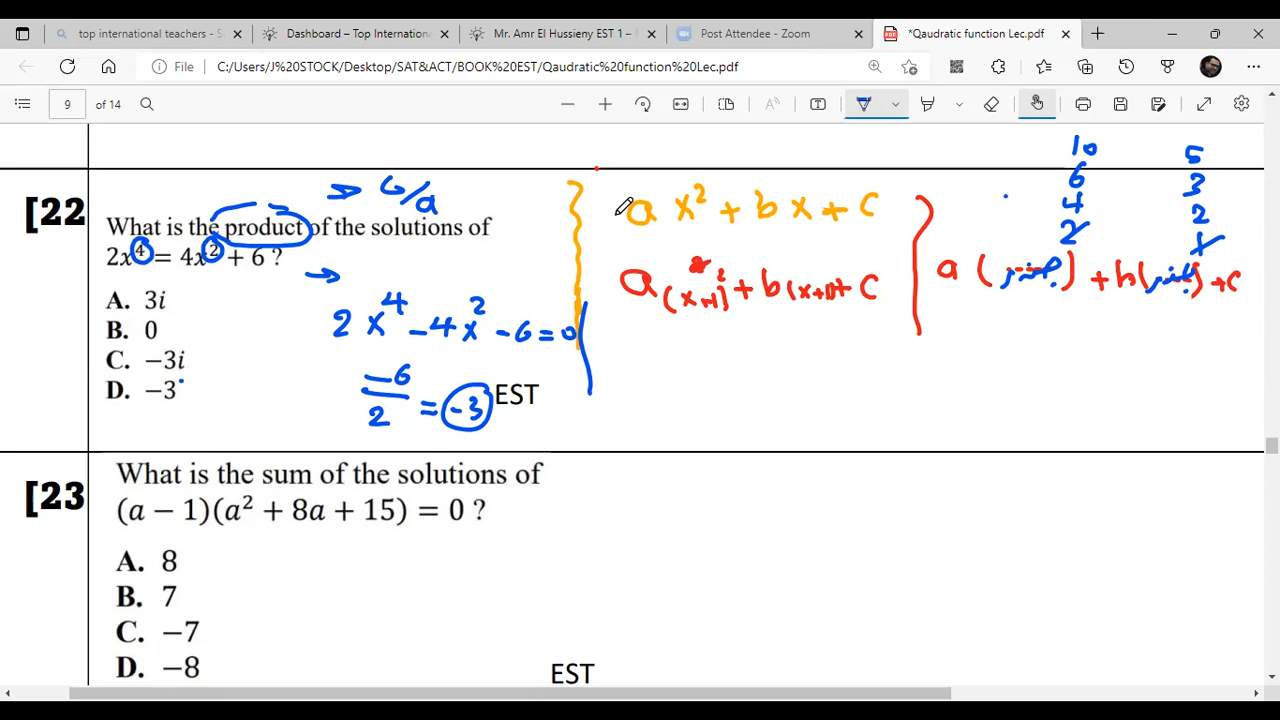 top international teachers - S
Dashboard – Top Internation
Mr. Amr El Hussieny EST 1 –
Post Attendee - Zoom
*Qaudratic function Lec.pdf
File
C:/Users/J%20STOCK/Desktop/SAT&ACT/BOOK%20EST/Qaudratic%20function%20Lec.pdf
9 of 14
[22
What is the product of the solutions of
2x⁴ = 4x² + 6 ?
A. 3i
B. 0
C. −3i
D. −3
2x⁴ − 4x² − 6 = 0
−6/2 = −3
EST
ax² + bx + c
a(x+1)² + b(x+1) + c
10
6
4
2
5
3
2
1
[23
What is the sum of the solutions of
(a − 1)(a² + 8a + 15) = 0 ?
A. 8
B. 7
C. −7
D. −8
EST